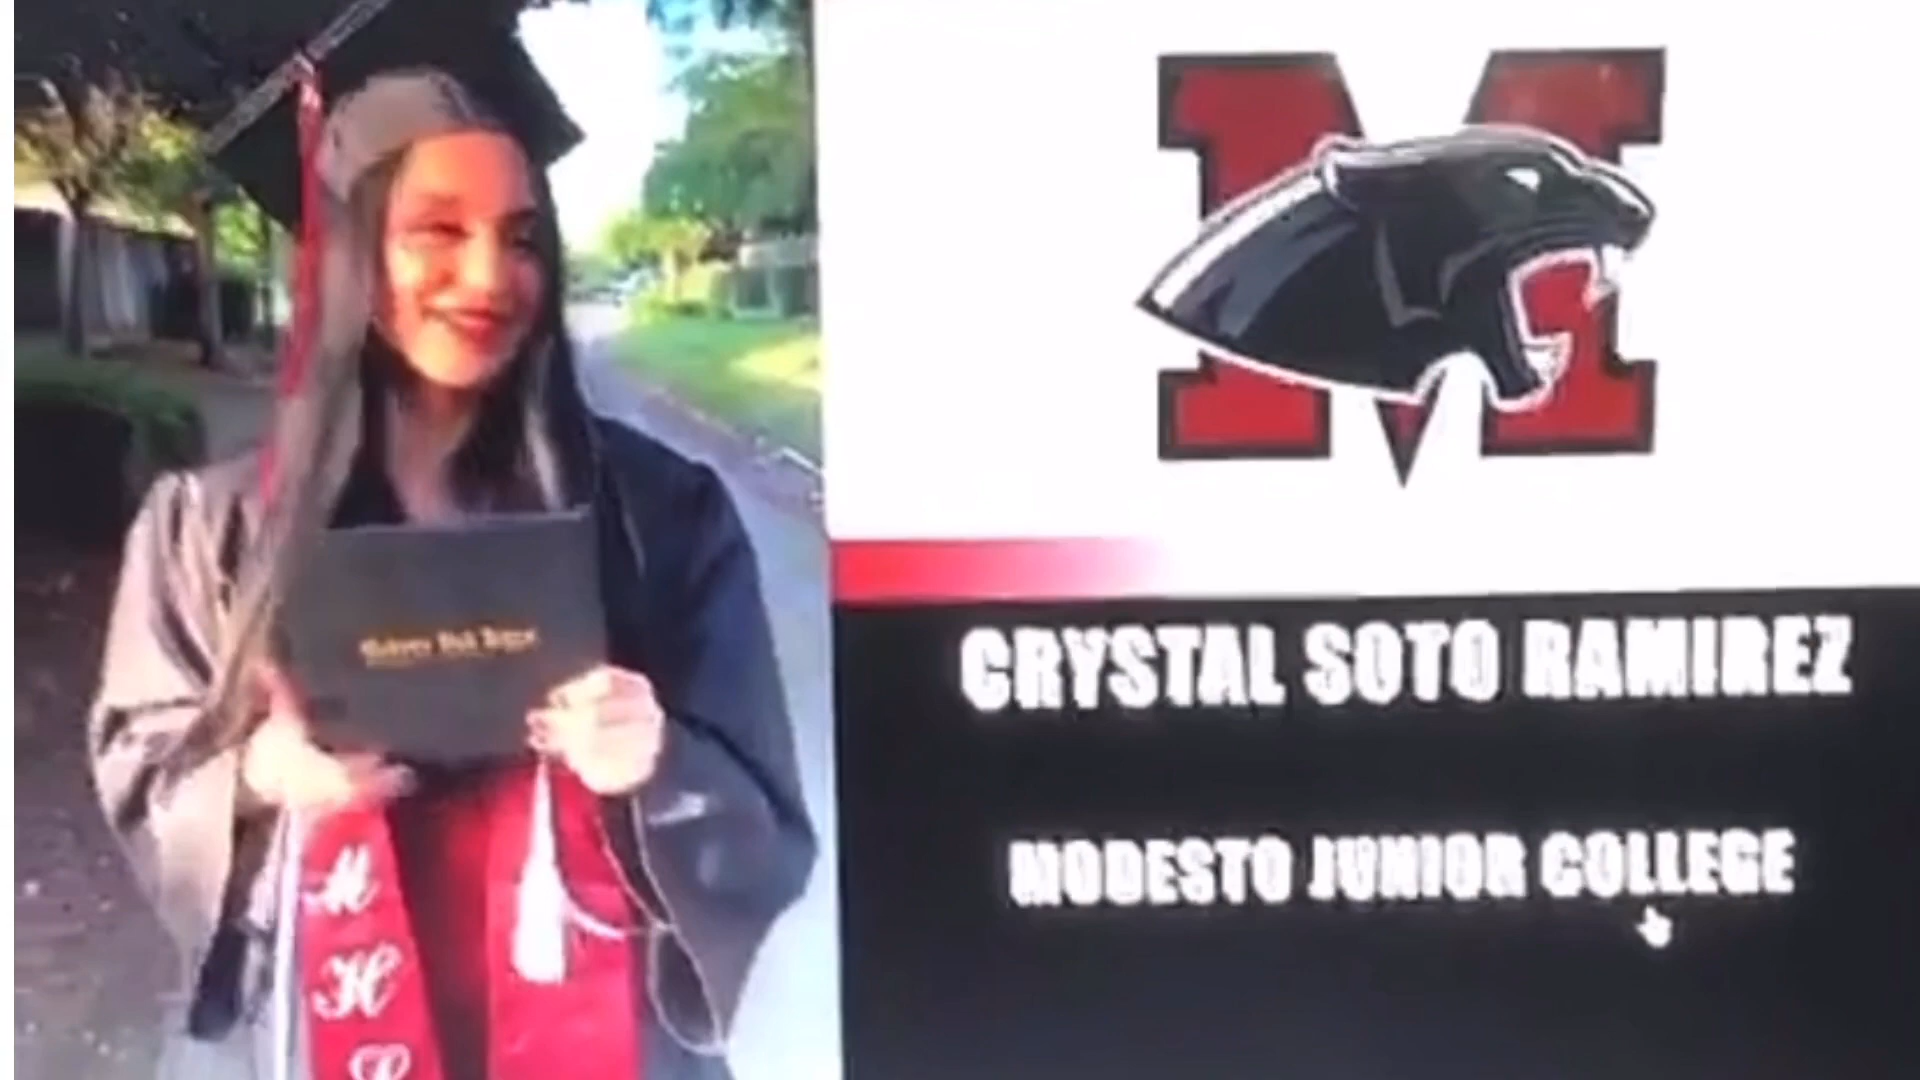 M
CRYSTAL SOTO RAMIREZ
MODESTO JUNIOR COLLEGE
M
H